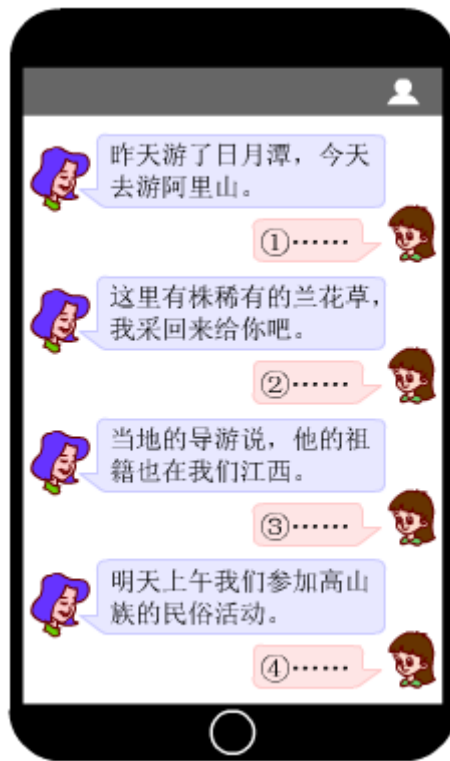 昨天游了日月潭，今天
去游阿里山。
①……
这里有株稀有的兰花草，
我采回来给你吧。
②……
当地的导游说，他的祖
籍也在我们江西。
③……
明天上午我们参加高山
族的民俗活动。
④……